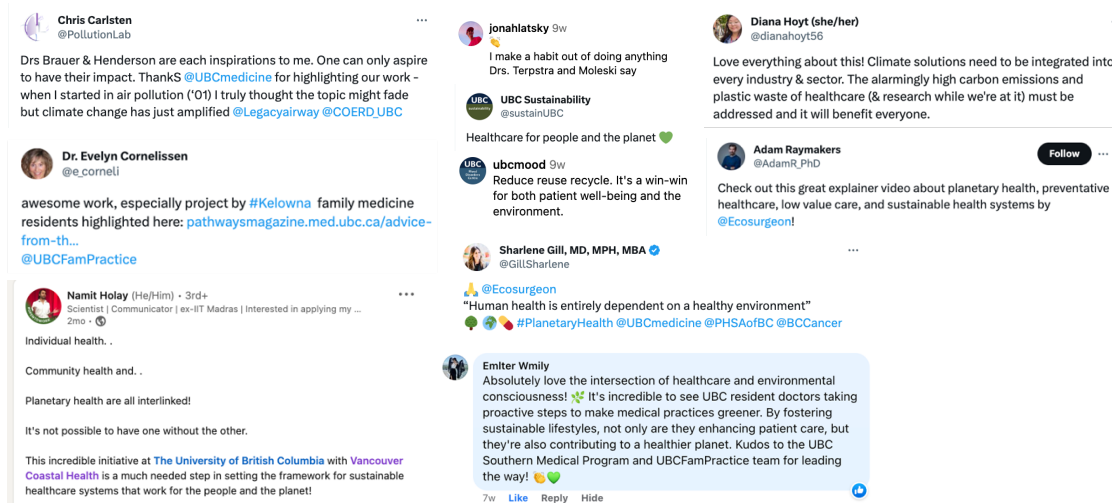 Chris Carlsten
@PollutionLab
Drs Brauer & Henderson are each inspirations to me. One can only aspire
to have their impact. ThankS @UBCmedicine for highlighting our work -
when I started in air pollution ('01) I truly thought the topic might fade
but climate change has just amplified @Legacyairway @COERD_UBC
Dr. Evelyn Cornelissen
@e_corneli
awesome work, especially project by #Kelowna family medicine
residents highlighted here: pathwaysmagazine.med.ubc.ca/advice-
from-th...
@UBCFamPractice
Namit Holay (He/Him) • 3rd+
Scientist | Communicator | ex-IIT Madras | Interested in applying my ...
2mo •
Individual health. .
Community health and. .
Planetary health are all interlinked!
It's not possible to have one without the other.
This incredible initiative at The University of British Columbia with Vancouver
Coastal Health is a much needed step in setting the framework for sustainable
healthcare systems that work for the people and the planet!
jonahlatsky 9w
👏
I make a habit out of doing anything
Drs. Terpstra and Moleski say
UBC
UBC Sustainability
@sustainUBC
Healthcare for people and the planet 💚
UBC
ubcmood 9w
Reduce reuse recycle. It's a win-win
for both patient well-being and the
environment.
Sharlene Gill, MD, MPH, MBA
@GillSharlene
🙏 @Ecosurgeon
“Human health is entirely dependent on a healthy environment”
🌳 🌍 💊 #PlanetaryHealth @UBCmedicine @PHSAofBC @BCCancer
Emlter Wmily
Absolutely love the intersection of healthcare and environmental
consciousness! 🌿 It's incredible to see UBC resident doctors taking
proactive steps to make medical practices greener. By fostering
sustainable lifestyles, not only are they enhancing patient care, but
they're also contributing to a healthier planet. Kudos to the UBC
Southern Medical Program and UBCFamPractice team for leading
the way! 👏💚
7w Like Reply Hide
Diana Hoyt (she/her)
@dianahoyt56
Love everything about this! Climate solutions need to be integrated into
every industry & sector. The alarmingly high carbon emissions and
plastic waste of healthcare (& research while we're at it) must be
addressed and it will benefit everyone.
Adam Raymakers
@AdamR_PhD
Follow
Check out this great explainer video about planetary health, preventative
healthcare, low value care, and sustainable health systems by
@Ecosurgeon!